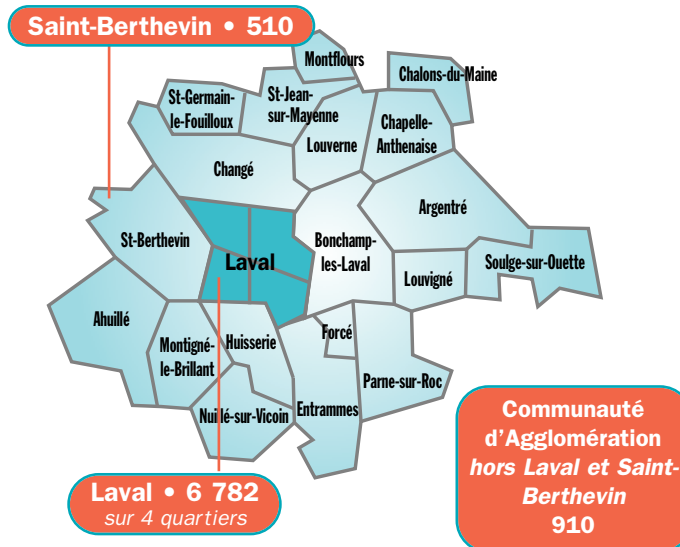 Saint-Berthevin • 510
Montflours
Chalons-du-Maine
St-Germain-
le-Fouilloux
St-Jean-
sur-Mayenne
Louverne
Chapelle-
Anthenaise
Changé
Argentré
St-Berthevin
Laval
Bonchamp-
les-Laval
Louvigné
Soulge-sur-Ouette
Ahuillé
Montigné-
le-Brillant
Huisserie
Forcé
Parne-sur-Roc
Nuillé-sur-Vicoin
Entrammes
Laval • 6 782
sur 4 quartiers
Communauté
d'Agglomération
hors Laval et Saint-
Berthevin
910